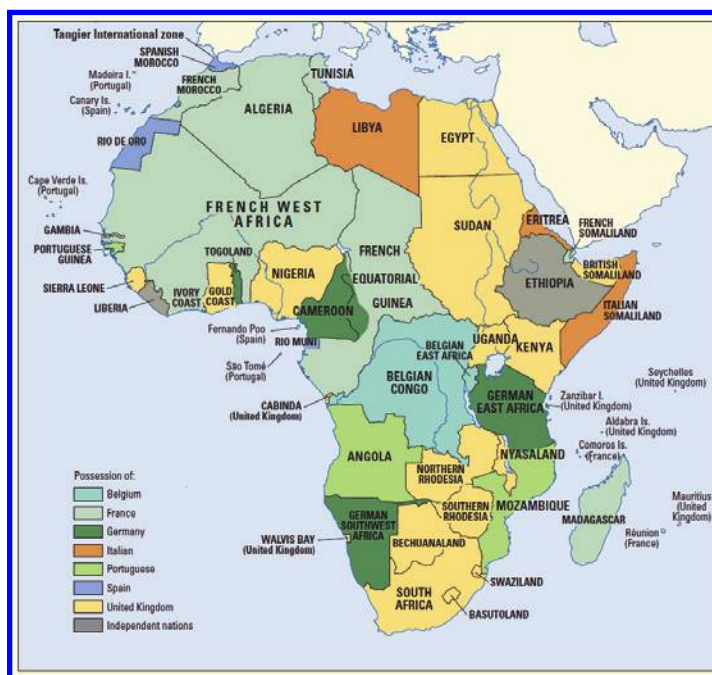 Tangier International zone
SPANISH
MOROCCO
Madeira I.
(Portugal)
FRENCH
MOROCCO
TUNISIA
Canary Is.
(Spain)
ALGERIA
LIBYA
EGYPT
RIO DE ORO
Cape Verde Is.
(Portugal)
FRENCH WEST
AFRICA
GAMBIA
PORTUGUESE
GUINEA
SIERRA LEONE
LIBERIA
IVORY
COAST
GOLD
COAST
TOGOLAND
NIGERIA
CAMEROON
FRENCH
EQUATORIAL
GUINEA
SUDAN
ERITREA
FRENCH
SOMALILAND
BRITISH
SOMALILAND
ETHIOPIA
ITALIAN
SOMALILAND
Fernando Poo
(Spain)
RIO MUNI
São Tomé
(Portugal)
CABINDA
(United Kingdom)
BELGIAN
EAST AFRICA
BELGIAN
CONGO
UGANDA
KENYA
GERMAN
EAST AFRICA
Seychelles
(United Kingdom)
Zanzibar I.
(United Kingdom)
Aldabra Is.
(United Kingdom)
Comoros Is.
(France)
ANGOLA
NORTHERN
RHODESIA
NYASALAND
MOZAMBIQUE
SOUTHERN
RHODESIA
MADAGASCAR
Mauritius
(United
Kingdom)
Réunion
(France)
GERMAN
SOUTHWEST
AFRICA
WALVIS BAY
(United Kingdom)
BECHUANALAND
SWAZILAND
SOUTH
AFRICA
BASUTOLAND
Possession of:
Belgium
France
Germany
Italian
Portuguese
Spain
United Kingdom
Independent nations